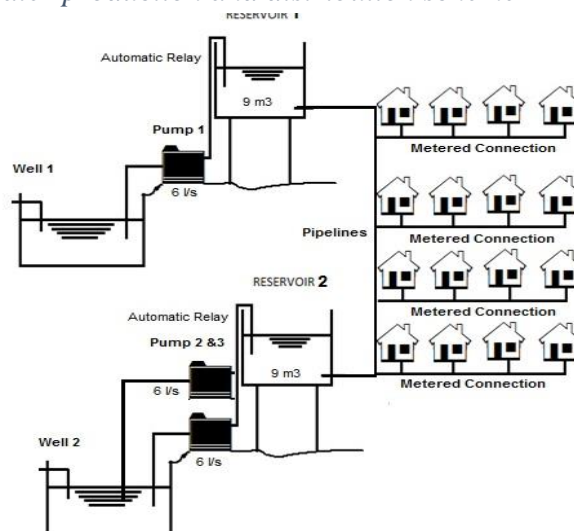 RESERVOIR 1
Automatic Relay
9 m3
Pump 1
Well 1
6 l/s
Metered Connection
Metered Connection
Pipelines
RESERVOIR 2
Automatic Relay
Metered Connection
Pump 2 &3
9 m3
6 l/s
Metered Connection
Well 2
6 l/s